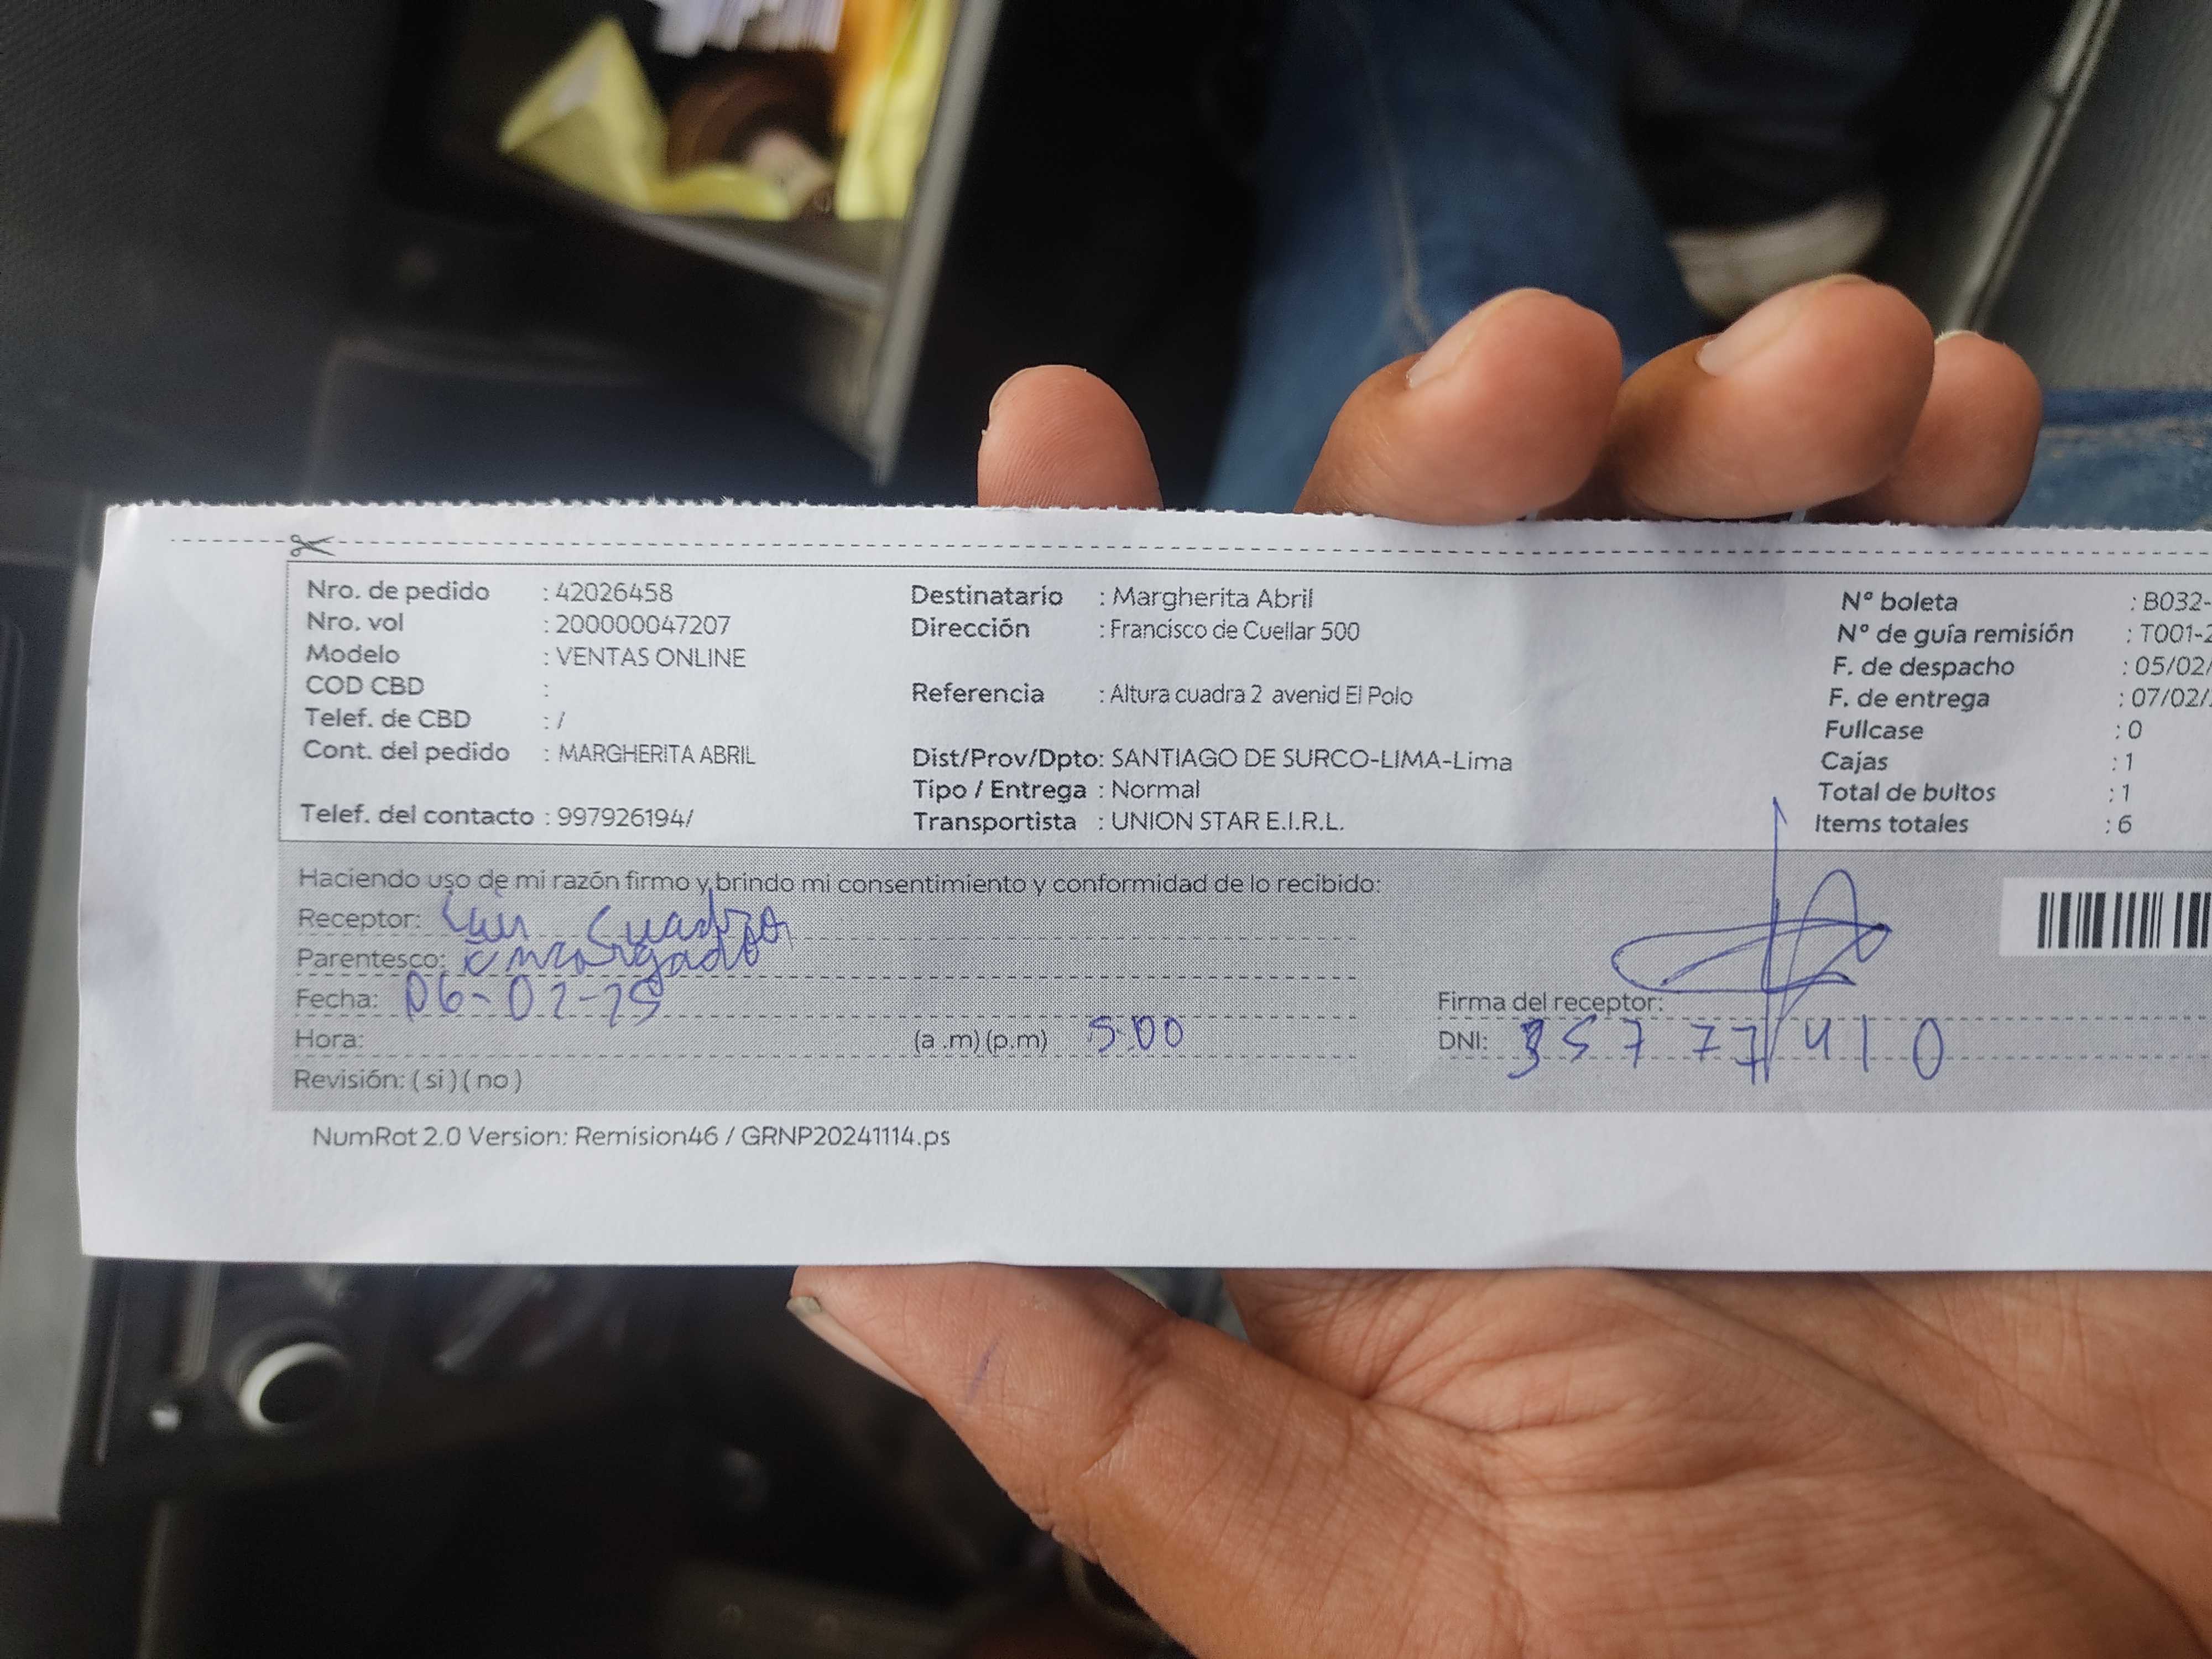 Nro. de pedido : 42026458
Nro. vol : 200000047207
Modelo : VENTAS ONLINE
COD CBD :
Telef. de CBD : /
Cont. del pedido : MARGHERITA ABRIL
Telef. del contacto : 997926194/
Destinatario : Margherita Abril
Dirección : Francisco de Cuellar 500
Referencia : Altura cuadra 2 avenid El Polo
Dist/Prov/Dpto: SANTIAGO DE SURCO-LIMA-Lima
Tipo / Entrega : Normal
Transportista : UNION STAR E.I.R.L.
Nº boleta : B032-
Nº de guía remisión : T001-2
F. de despacho : 05/02/
F. de entrega : 07/02/
Fullcase : 0
Cajas : 1
Total de bultos : 1
Items totales : 6
Haciendo uso de mi razón firmo y brindo mi consentimiento y conformidad de lo recibido:
Receptor:
Parentesco: Encargado
Fecha: 06-02-25
Hora: (a .m) (p.m) 5:00
Revisión: ( si ) ( no )
Firma del receptor:
DNI:
NumRot 2.0 Version: Remision46 / GRNP20241114.ps